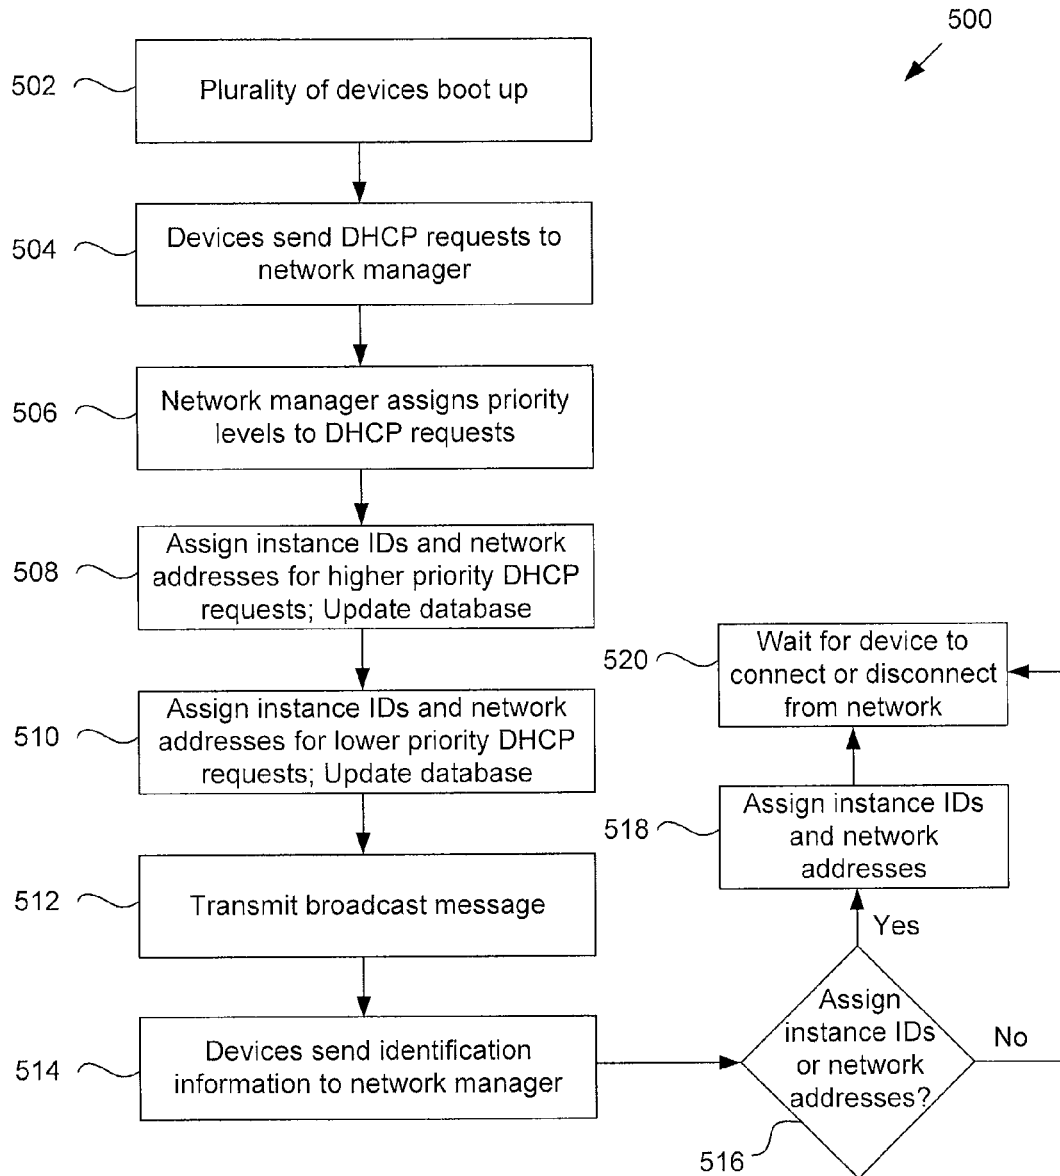 500
502
Plurality of devices boot up
504
Devices send DHCP requests to
network manager
506
Network manager assigns priority
levels to DHCP requests
508
Assign instance IDs and network
addresses for higher priority DHCP
requests; Update database
510
Assign instance IDs and network
addresses for lower priority DHCP
requests; Update database
512
Transmit broadcast message
514
Devices send identification
information to network manager
516
Assign
instance IDs
or network
addresses?
Yes
No
518
Assign instance IDs
and network
addresses
520
Wait for device to
connect or disconnect
from network